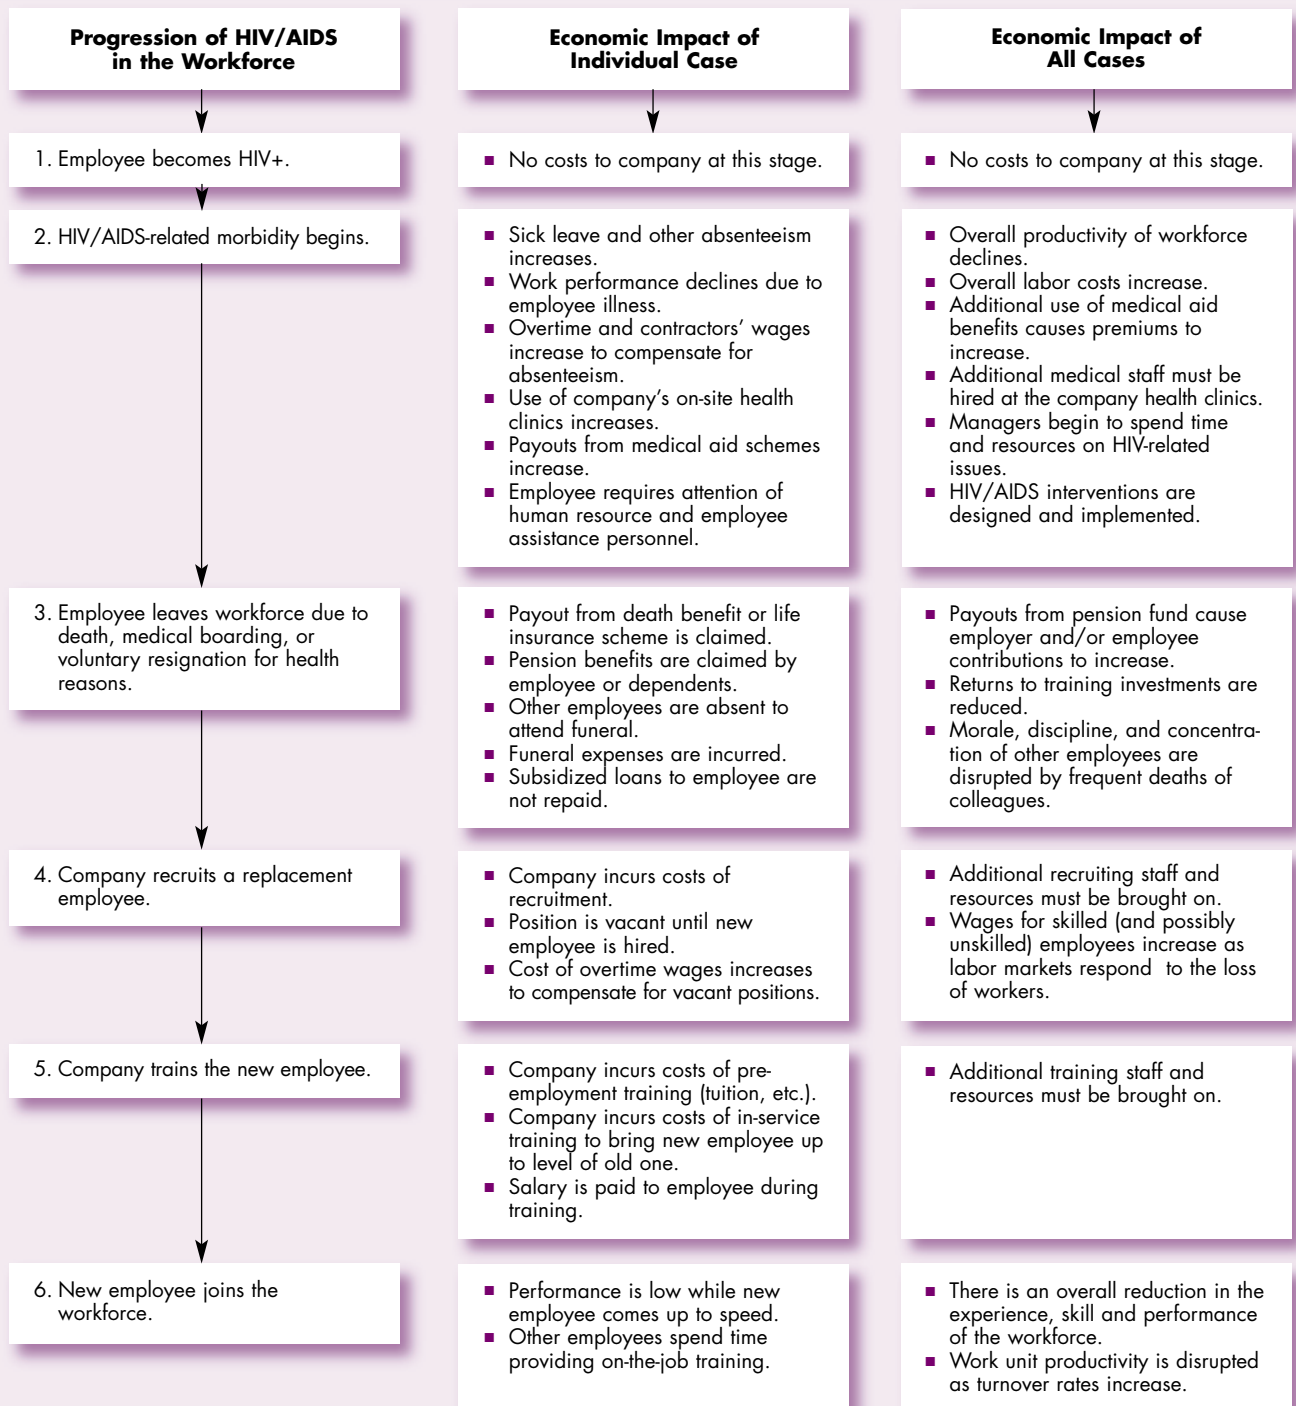 Progression of HIV/AIDS
in the Workforce
Economic Impact of
Individual Case
Economic Impact of
All Cases
1. Employee becomes HIV+.
■ No costs to company at this stage.
■ No costs to company at this stage.
2. HIV/AIDS-related morbidity begins.
■ Sick leave and other absenteeism
increases.
■ Work performance declines due to
employee illness.
■ Overtime and contractors' wages
increase to compensate for
absenteeism.
■ Use of company's on-site health
clinics increases.
■ Payouts from medical aid schemes
increase.
■ Employee requires attention of
human resource and employee
assistance personnel.
■ Overall productivity of workforce
declines.
■ Overall labor costs increase.
■ Additional use of medical aid
benefits causes premiums to
increase.
■ Additional medical staff must be
hired at the company health clinics.
■ Managers begin to spend time
and resources on HIV-related
issues.
■ HIV/AIDS interventions are
designed and implemented.
3. Employee leaves workforce due to
death, medical boarding, or
voluntary resignation for health
reasons.
■ Payout from death benefit or life
insurance scheme is claimed.
■ Pension benefits are claimed by
employee or dependents.
■ Other employees are absent to
attend funeral.
■ Funeral expenses are incurred.
■ Subsidized loans to employee are
not repaid.
■ Payouts from pension fund cause
employer and/or employee
contributions to increase.
■ Returns to training investments are
reduced.
■ Morale, discipline, and concentra-
tion of other employees are
disrupted by frequent deaths of
colleagues.
4. Company recruits a replacement
employee.
■ Company incurs costs of
recruitment.
■ Position is vacant until new
employee is hired.
■ Cost of overtime wages increases
to compensate for vacant positions.
■ Additional recruiting staff and
resources must be brought on.
■ Wages for skilled (and possibly
unskilled) employees increase as
labor markets respond to the loss
of workers.
5. Company trains the new employee.
■ Company incurs costs of pre-
employment training (tuition, etc.).
■ Company incurs costs of in-service
training to bring new employee up
to level of old one.
■ Salary is paid to employee during
training.
■ Additional training staff and
resources must be brought on.
6. New employee joins the
workforce.
■ Performance is low while new
employee comes up to speed.
■ Other employees spend time
providing on-the-job training.
■ There is an overall reduction in the
experience, skill and performance
of the workforce.
■ Work unit productivity is disrupted
as turnover rates increase.